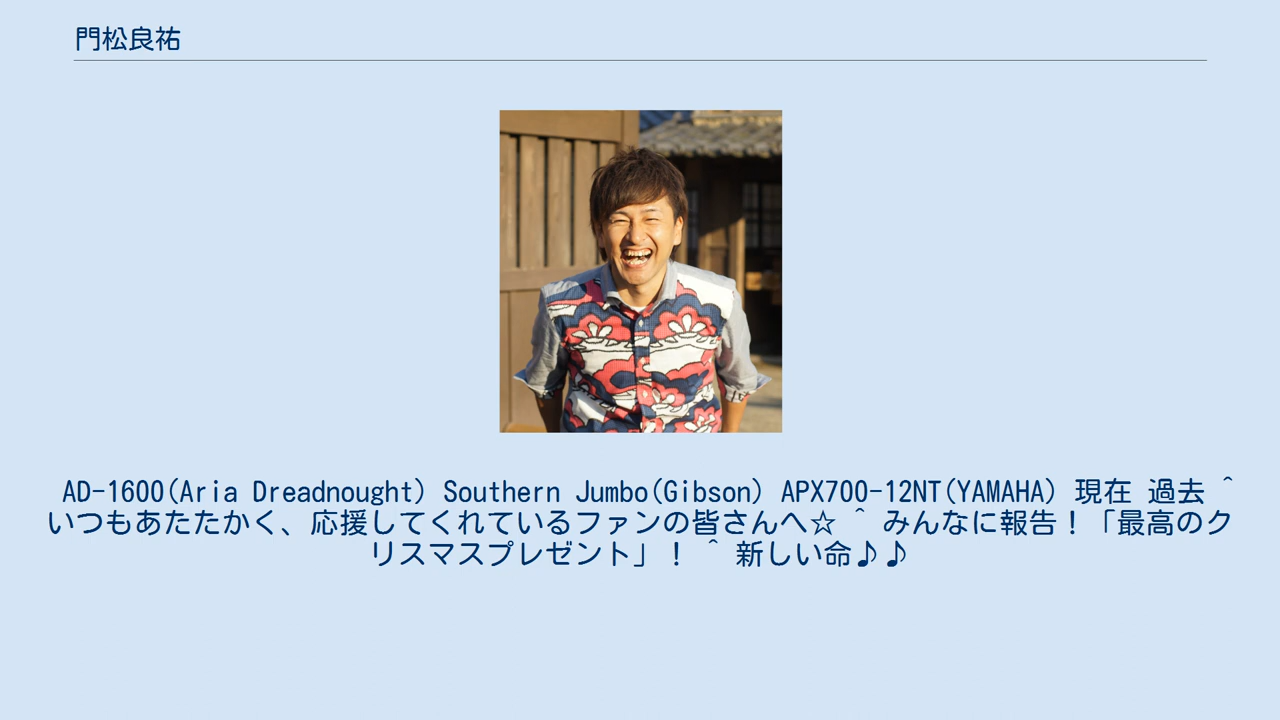 門松良祐
AD-1600(Aria Dreadnought) Southern Jumbo(Gibson) APX700-12NT(YAMAHA) 現在 過去 ^
いつもあたたかく、応援してくれているファンの皆さんへ☆ ^ みんなに報告！「最高のク
リスマスプレゼント」！ ^ 新しい命♪♪